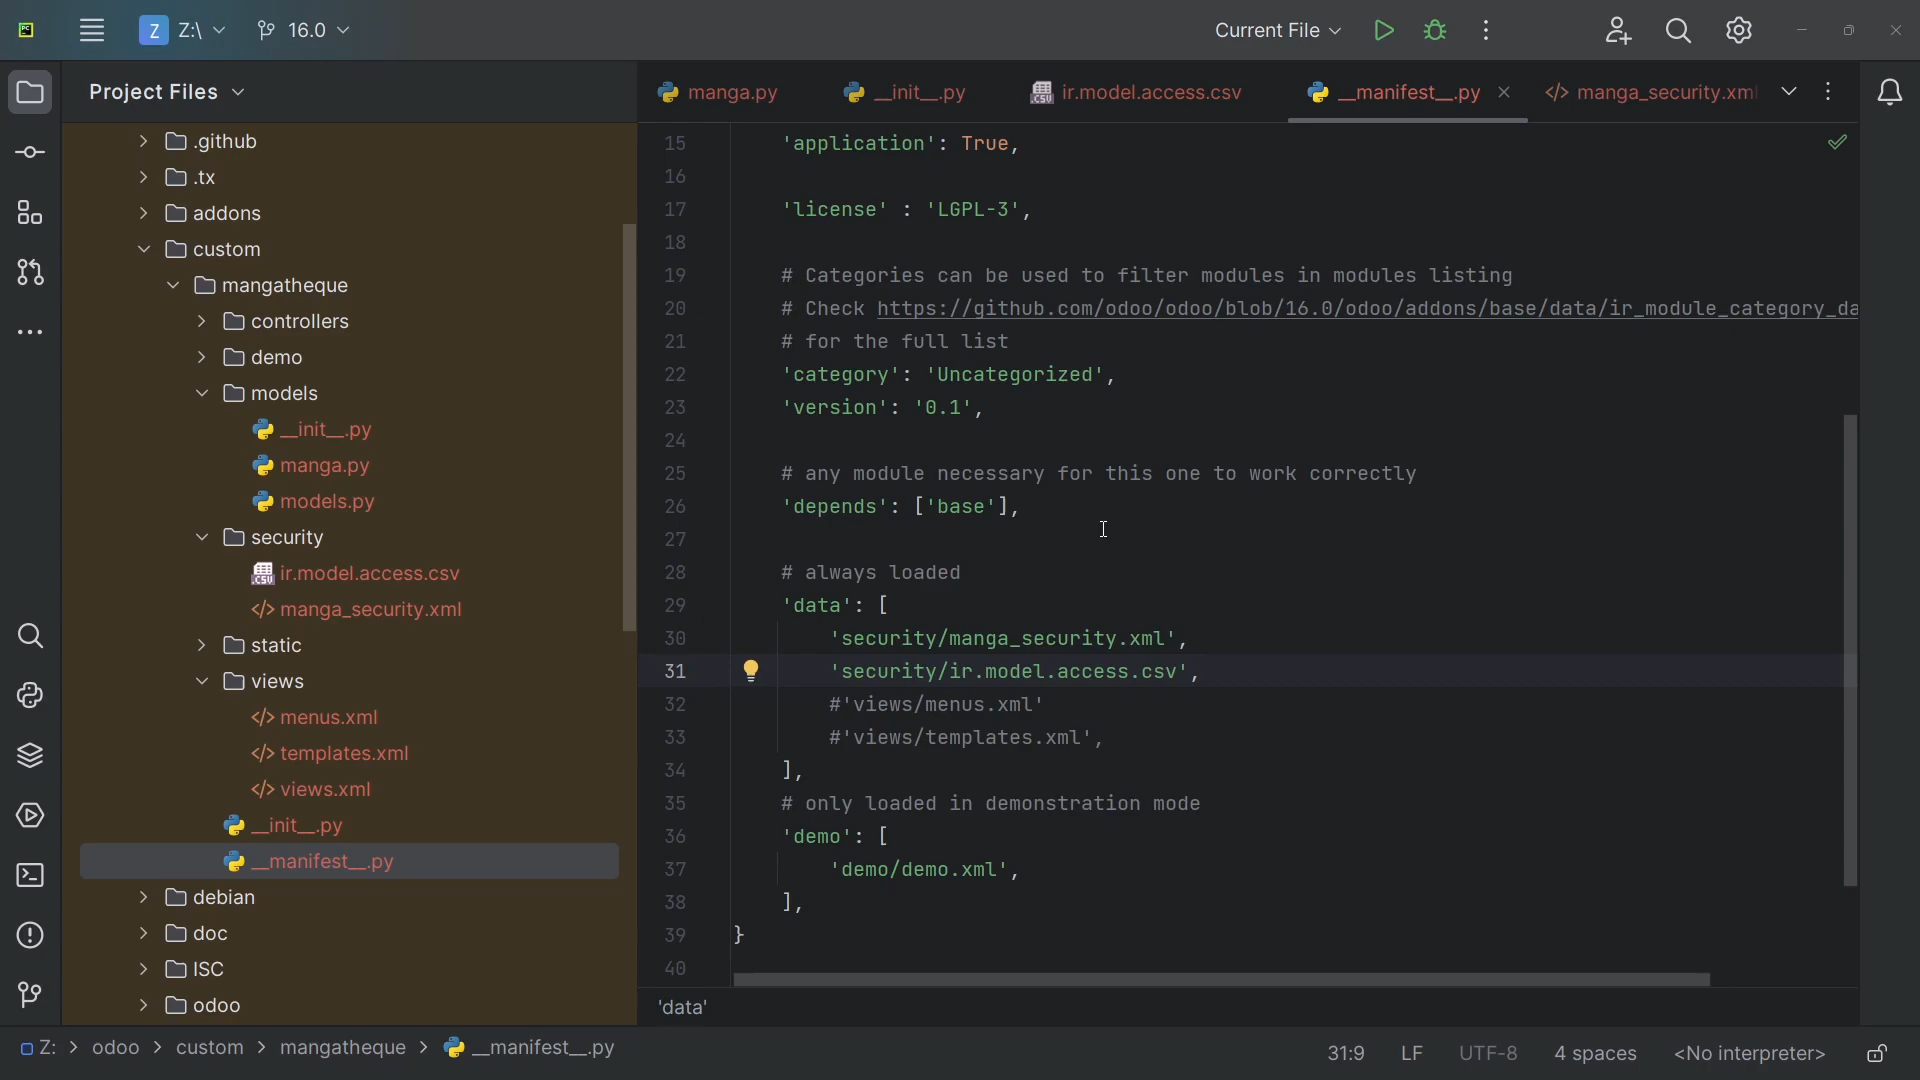 Z Z:\ 16.0 Current File
Project Files
manga.py __init__.py ir.model.access.csv __manifest__.py manga_security.xml
.github
.tx
addons
custom
mangatheque
controllers
demo
models
__init__.py
manga.py
models.py
security
ir.model.access.csv
manga_security.xml
static
views
menus.xml
templates.xml
views.xml
__init__.py
__manifest__.py
debian
doc
ISC
odoo
15 'application': True,
16
17 'license' : 'LGPL-3',
18
19 # Categories can be used to filter modules in modules listing
20 # Check https://github.com/odoo/odoo/blob/16.0/odoo/addons/base/data/ir_module_category_da
21 # for the full list
22 'category': 'Uncategorized',
23 'version': '0.1',
24
25 # any module necessary for this one to work correctly
26 'depends': ['base'],
27
28 # always loaded
29 'data': [
30 'security/manga_security.xml',
31 'security/ir.model.access.csv',
32 #'views/menus.xml'
33 #'views/templates.xml',
34 ],
35 # only loaded in demonstration mode
36 'demo': [
37 'demo/demo.xml',
38 ],
39 }
40
'data'
Z: > odoo > custom > mangatheque > __manifest__.py 31:9 LF UTF-8 4 spaces <No interpreter>